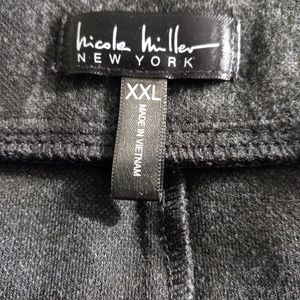 nicole miller
NEW YORK
XXL
MADE IN VIETNAM